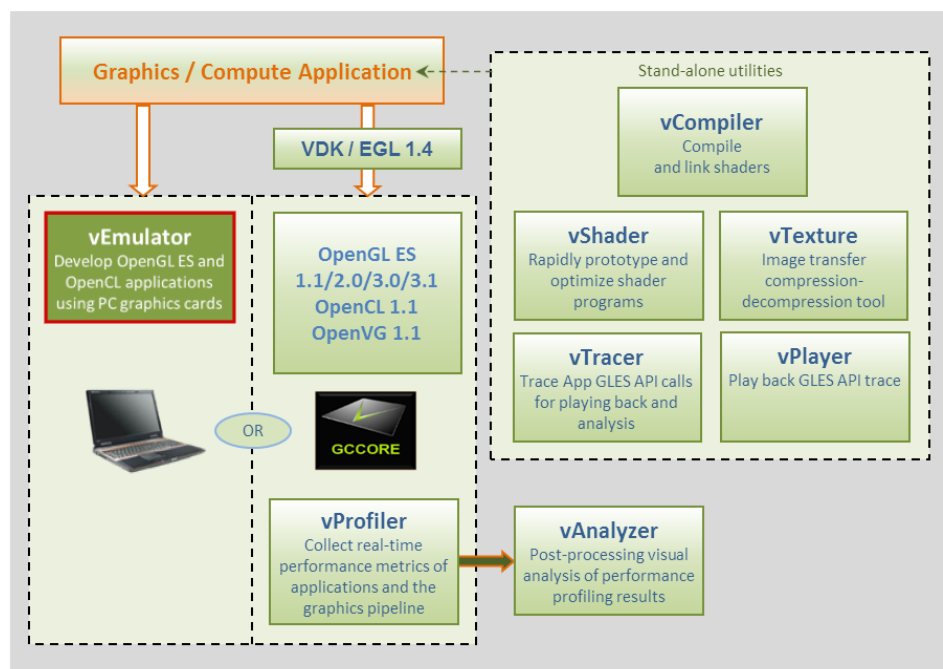 Graphics / Compute Application
Stand-alone utilities
vCompiler
Compile
and link shaders
VDK / EGL 1.4
vEmulator
Develop OpenGL ES and
OpenCL applications
using PC graphics cards
OpenGL ES
1.1/2.0/3.0/3.1
OpenCL 1.1
OpenVG 1.1
vShader
Rapidly prototype and
optimize shader
programs
vTexture
Image transfer
compression-
decompression tool
vTracer
Trace App GLES API calls
for playing back and
analysis
vPlayer
Play back GLES API trace
OR
GCCORE
vProfiler
Collect real-time
performance metrics of
applications and the
graphics pipeline
vAnalyzer
Post-processing visual
analysis of performance
profiling results